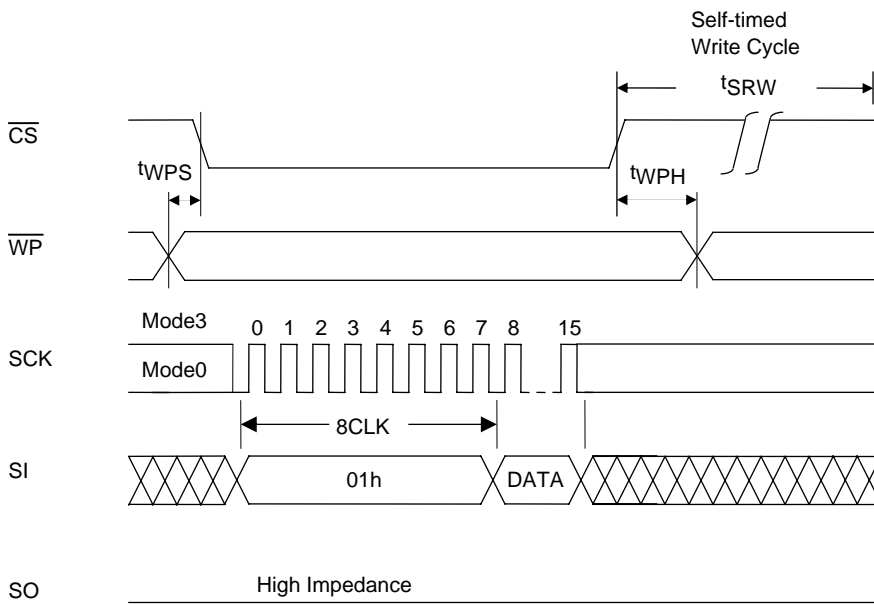 Self-timed
Write Cycle
tSRW
CS
tWPS
tWPH
WP
Mode3
0 1 2 3 4 5 6 7 8 15
SCK
Mode0
8CLK
SI
01h
DATA
High Impedance
SO